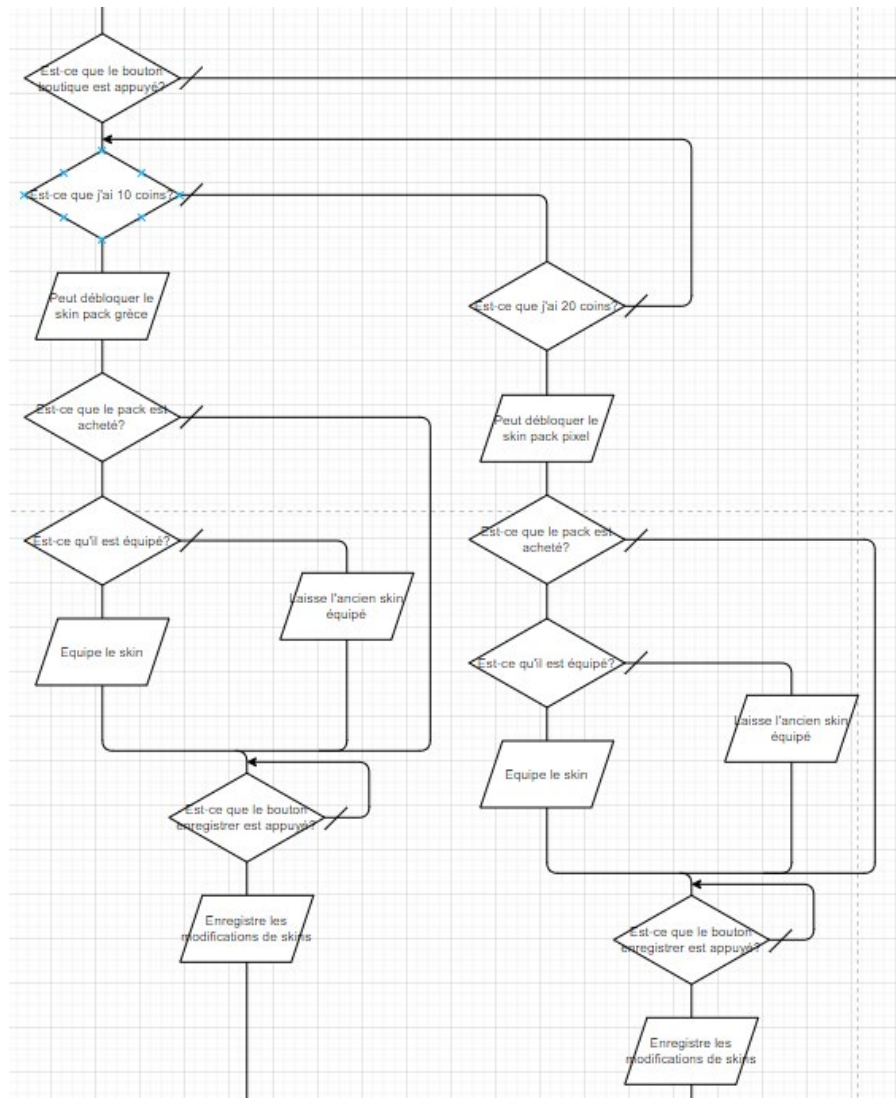 Est-ce que le bouton
boutique est appuyé?
Est-ce que j'ai 10 coins?
Peut débloquer le
skin pack grèce
Est-ce que j'ai 20 coins?
Est-ce que le pack est
acheté?
Peut débloquer le
skin pack pixel
Est-ce qu'il est équipé?
Est-ce que le pack est
acheté?
Laisse l'ancien skin
équipé
Equipe le skin
Est-ce qu'il est équipé?
Laisse l'ancien skin
équipé
Equipe le skin
Est-ce que le bouton
enregistrer est appuyé?
Enregistre les
modifications de skins
Est-ce que le bouton
enregistrer est appuyé?
Enregistre les
modifications de skins